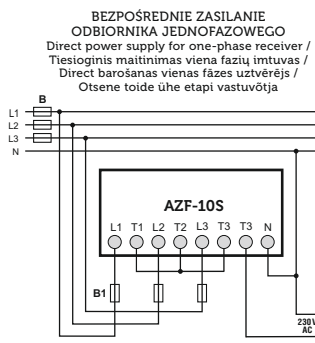 BEZPOŚREDNIE ZASILANIE
ODBIORNIKA JEDNOFAZOWEGO
Direct power supply for one-phase receiver /
Tiesioginis maitinimas viena fazių imtuvas /
Direct barošanas vienas fāzes uztvērējs /
Otsene toide ühe etapi vastuvõtja
B
L1
L2
L3
N
AZF-10S
L1 T1 L2 T2 L3 T3 T3 N
B1
230V
AC